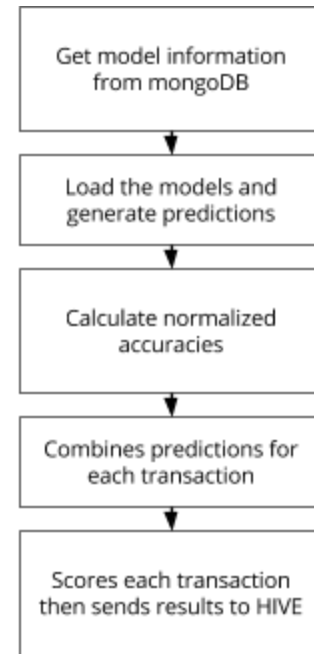 Get model information
from mongoDB
Load the models and
generate predictions
Calculate normalized
accuracies
Combines predictions for
each transaction
Scores each transaction
then sends results to HIVE